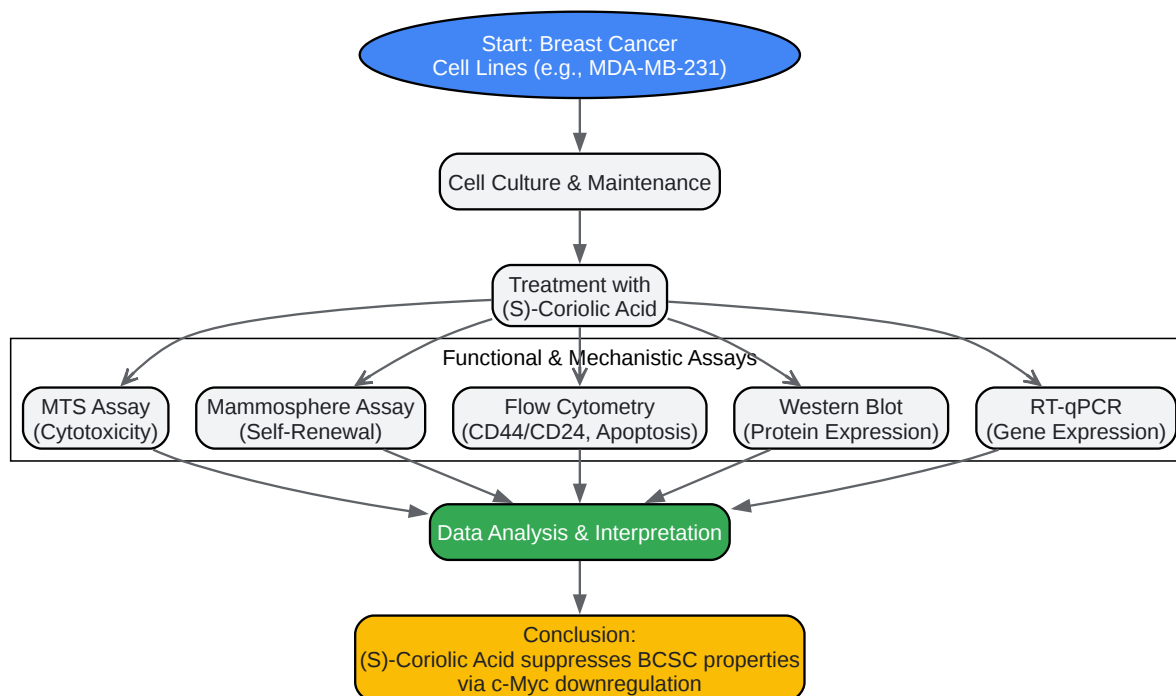 Start: Breast Cancer
Cell Lines (e.g., MDA-MB-231)
Cell Culture & Maintenance
Treatment with
(S)-Coriolic Acid
Functional & Mechanistic Assays
MTS Assay
(Cytotoxicity)
Mammosphere Assay
(Self-Renewal)
Flow Cytometry
(CD44/CD24, Apoptosis)
Western Blot
(Protein Expression)
RT-qPCR
(Gene Expression)
Data Analysis & Interpretation
Conclusion:
(S)-Coriolic Acid suppresses BCSC properties
via c-Myc downregulation